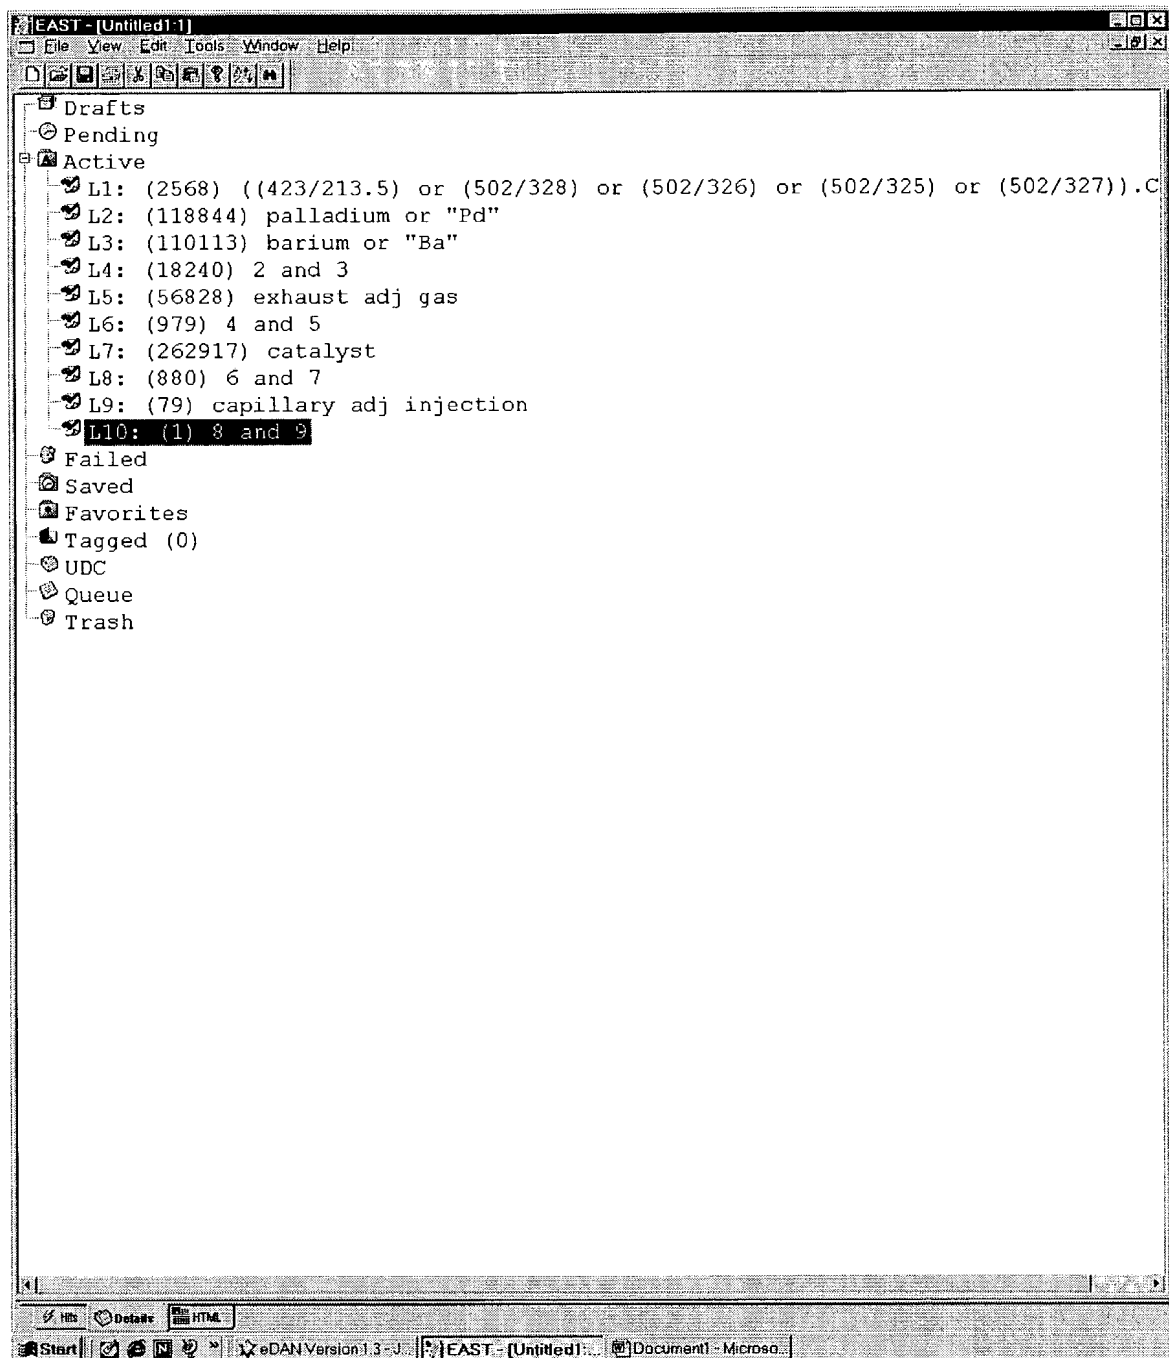 EAST - [Untitled1:1]
File View Edit Tools Window Help
Drafts
Pending
Active
L1: (2568) ((423/213.5) or (502/328) or (502/326) or (502/325) or (502/327)).C
L2: (118844) palladium or "Pd"
L3: (110113) barium or "Ba"
L4: (18240) 2 and 3
L5: (56828) exhaust adj gas
L6: (979) 4 and 5
L7: (262917) catalyst
L8: (880) 6 and 7
L9: (79) capillary adj injection
L10: (1) 8 and 9
Failed
Saved
Favorites
Tagged (0)
UDC
Queue
Trash
Hits Details HTML
Start » eDAN Version 1.3 - J... EAST - [Untitled1:... Document1 - Microso...